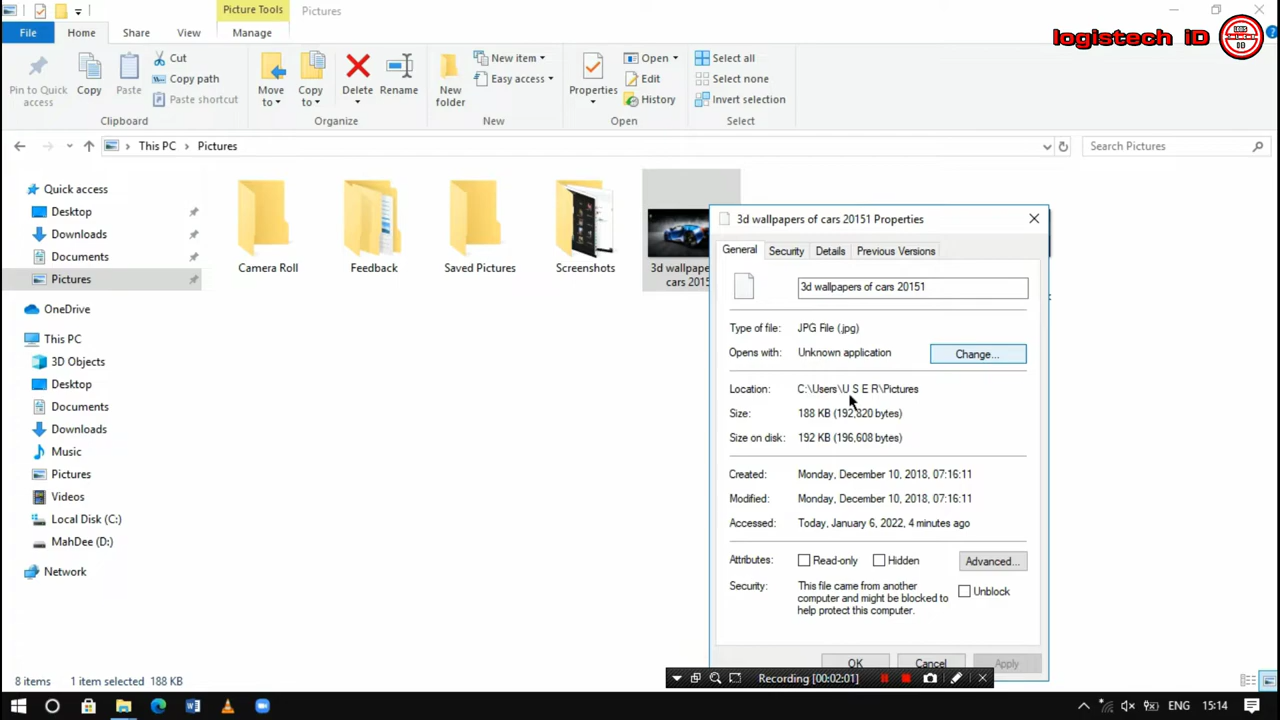 Picture Tools
Pictures
logistech iD
File
Home
Share
View
Manage
Pin to Quick access
Copy
Paste
Cut
Copy path
Paste shortcut
Move to
Copy to
Delete
Rename
New folder
New item
Easy access
Properties
Open
Edit
History
Select all
Select none
Invert selection
Clipboard
Organize
New
Open
Select
This PC
Pictures
Search Pictures
Quick access
Desktop
Downloads
Documents
Pictures
OneDrive
This PC
3D Objects
Desktop
Documents
Downloads
Music
Pictures
Videos
Local Disk (C:)
MahDee (D:)
Network
Camera Roll
Feedback
Saved Pictures
Screenshots
3d wallpape
cars 2015
3d wallpapers of cars 20151 Properties
General
Security
Details
Previous Versions
3d wallpapers of cars 20151
Type of file: JPG File (.jpg)
Opens with: Unknown application
Change...
Location: C:\Users\U S E R\Pictures
Size: 188 KB (192,820 bytes)
Size on disk: 192 KB (196,608 bytes)
Created: Monday, December 10, 2018, 07:16:11
Modified: Monday, December 10, 2018, 07:16:11
Accessed: Today, January 6, 2022, 4 minutes ago
Attributes: Read-only Hidden Advanced...
Security: This file came from another
computer and might be blocked to
help protect this computer.
Unblock
OK
Cancel
Apply
8 items
1 item selected 188 KB
Recording [00:02:01]
ENG
15:14